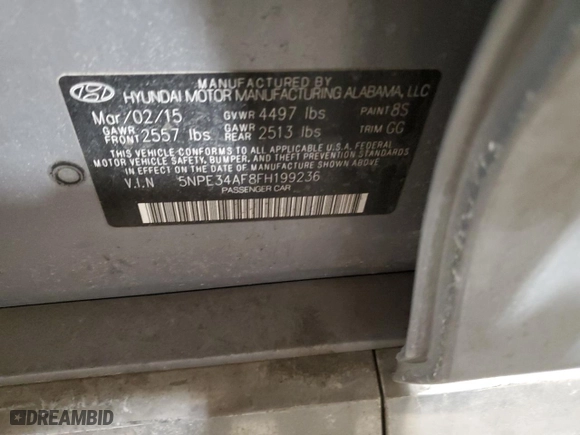 MANUFACTURED BY
HYUNDAI MOTOR MANUFACTURING ALABAMA, LLC
Mar/02/15 GVWR 4497 lbs PAINT 8S
GAWR FRONT 2557 lbs GAWR REAR 2513 lbs TRIM GG
THIS VEHICLE CONFORMS TO ALL APPLICABLE U.S.A. FEDERAL
MOTOR VEHICLE SAFETY, BUMPER, AND THEFT PREVENTION STANDARDS
IN EFFECT ON THE DATE OF MANUFACTURE SHOWN ABOVE
V.I.N 5NPE34AF8FH199236
PASSENGER CAR
DREAMBID